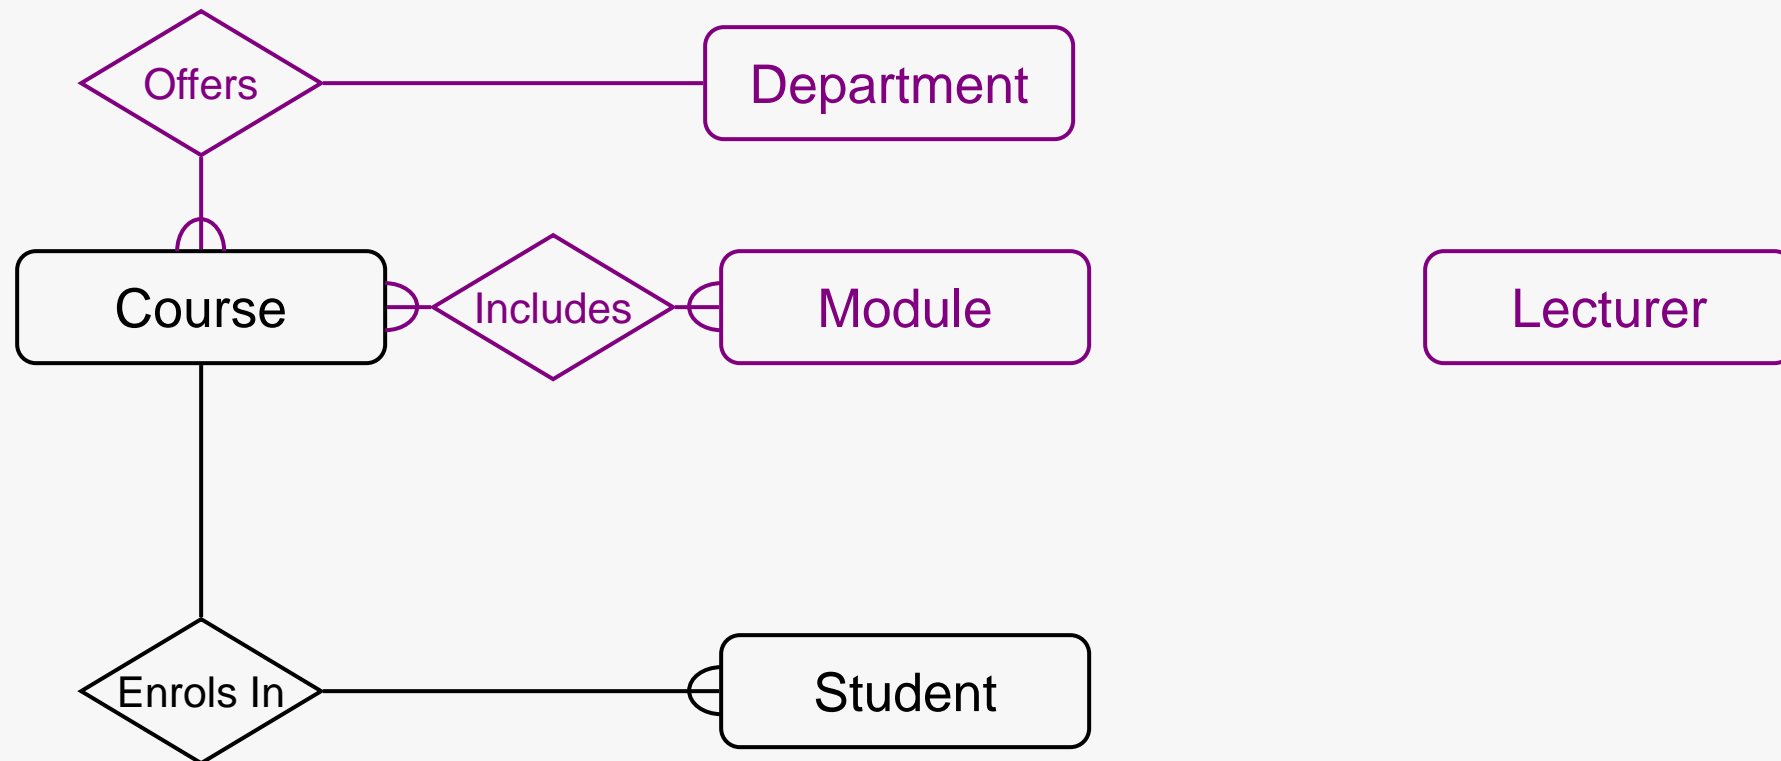 Offers
Department
Course
Includes
Module
Lecturer
Enrols In
Student